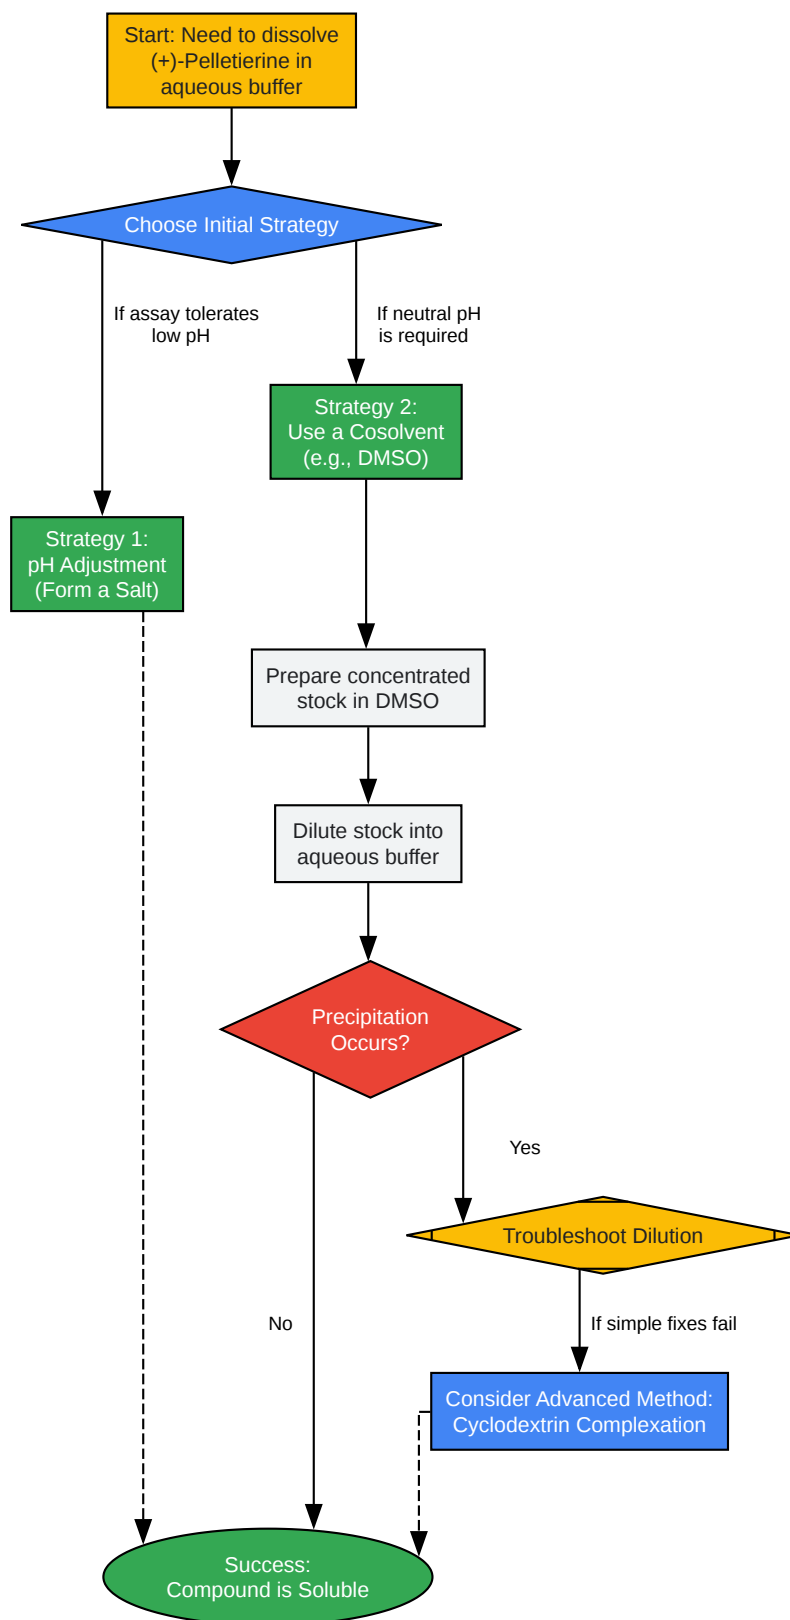 Start: Need to dissolve
(+)-Pelletierine in
aqueous buffer
Choose Initial Strategy
If assay tolerates
low pH
If neutral pH
is required
Strategy 2:
Use a Cosolvent
(e.g., DMSO)
Strategy 1:
pH Adjustment
(Form a Salt)
Prepare concentrated
stock in DMSO
Dilute stock into
aqueous buffer
Precipitation
Occurs?
Yes
Troubleshoot Dilution
No
If simple fixes fail
Consider Advanced Method:
Cyclodextrin Complexation
Success:
Compound is Soluble